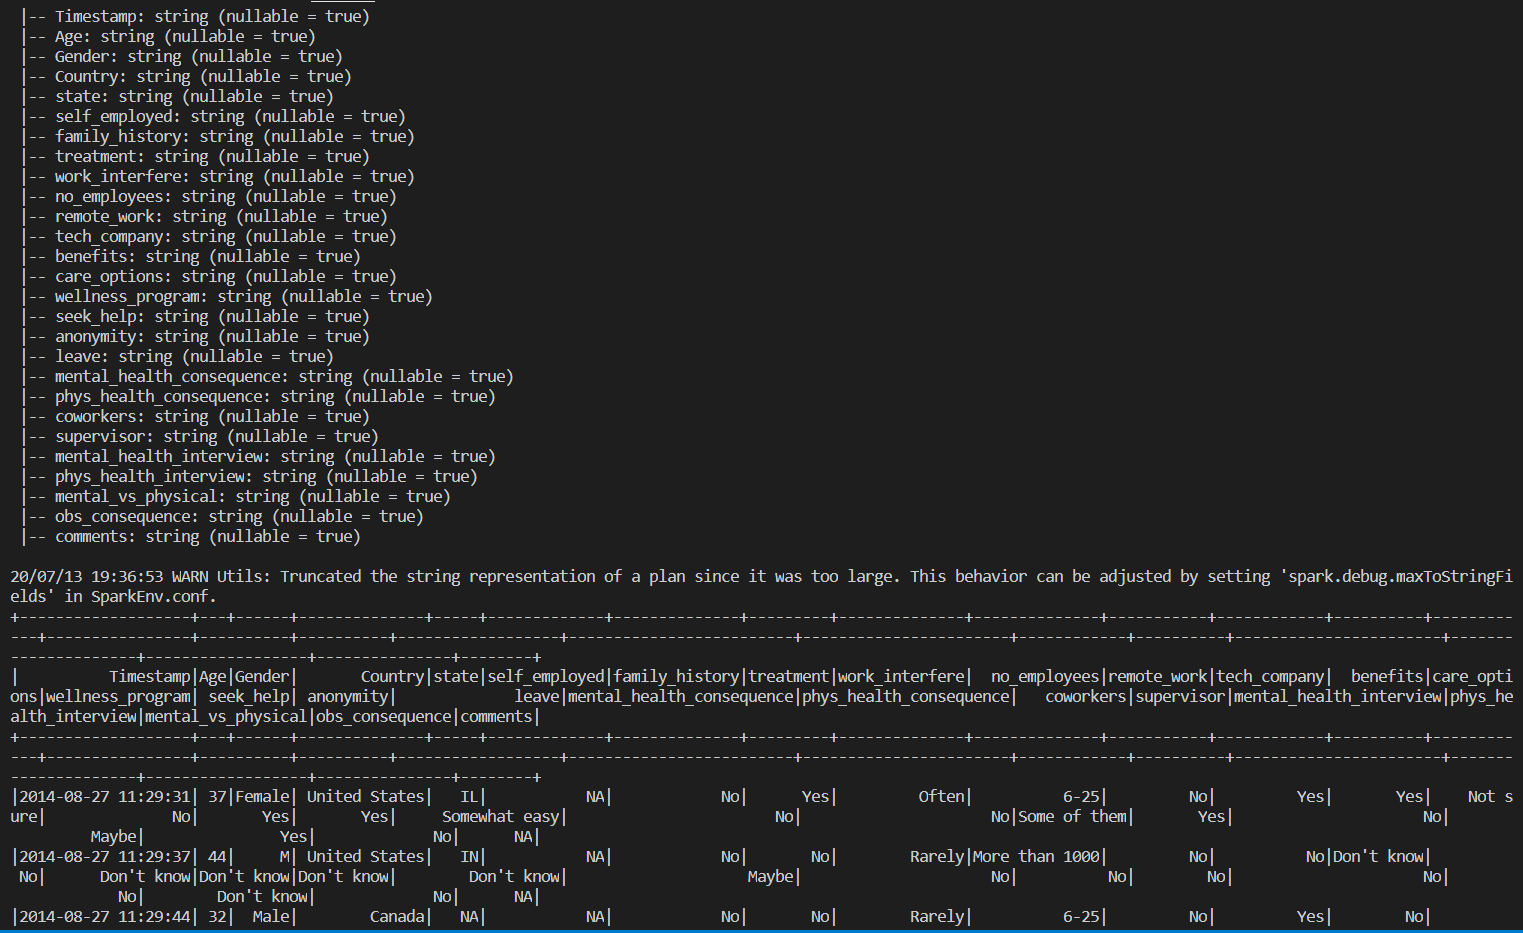 |-- Timestamp: string (nullable = true)
|-- Age: string (nullable = true)
|-- Gender: string (nullable = true)
|-- Country: string (nullable = true)
|-- state: string (nullable = true)
|-- self_employed: string (nullable = true)
|-- family_history: string (nullable = true)
|-- treatment: string (nullable = true)
|-- work_interfere: string (nullable = true)
|-- no_employees: string (nullable = true)
|-- remote_work: string (nullable = true)
|-- tech_company: string (nullable = true)
|-- benefits: string (nullable = true)
|-- care_options: string (nullable = true)
|-- wellness_program: string (nullable = true)
|-- seek_help: string (nullable = true)
|-- anonymity: string (nullable = true)
|-- leave: string (nullable = true)
|-- mental_health_consequence: string (nullable = true)
|-- phys_health_consequence: string (nullable = true)
|-- coworkers: string (nullable = true)
|-- supervisor: string (nullable = true)
|-- mental_health_interview: string (nullable = true)
|-- phys_health_interview: string (nullable = true)
|-- mental_vs_physical: string (nullable = true)
|-- obs_consequence: string (nullable = true)
|-- comments: string (nullable = true)
20/07/13 19:36:53 WARN Utils: Truncated the string representation of a plan since it was too large. This behavior can be adjusted by setting 'spark.debug.maxToStringFi
elds' in SparkEnv.conf.
+-------------------+---+------+--------------+-----+-------------+--------------+---------+--------------+--------------+-----------+------------+----------+---------
---+----------------+----------+----------+------------------+-------------------------+-----------------------+------------+----------+-----------------------+-------
--------------+------------------+---------------+--------+
|          Timestamp|Age|Gender|       Country|state|self_employed|family_history|treatment|work_interfere|  no_employees|remote_work|tech_company|  benefits|care_opti
ons|wellness_program| seek_help| anonymity|             leave|mental_health_consequence|phys_health_consequence|   coworkers|supervisor|mental_health_interview|phys_he
alth_interview|mental_vs_physical|obs_consequence|comments|
+-------------------+---+------+--------------+-----+-------------+--------------+---------+--------------+--------------+-----------+------------+----------+---------
---+----------------+----------+----------+------------------+-------------------------+-----------------------+------------+----------+-----------------------+-------
--------------+------------------+---------------+--------+
|2014-08-27 11:29:31| 37|Female| United States|   IL|           NA|            No|      Yes|         Often|          6-25|         No|         Yes|       Yes|    Not s
ure|              No|       Yes|       Yes|     Somewhat easy|                       No|                     No|Some of them|       Yes|                     No|
         Maybe|               Yes|             No|      NA|
|2014-08-27 11:29:37| 44|     M| United States|   IN|           NA|            No|       No|        Rarely|More than 1000|         No|          No|Don't know|
 No|      Don't know|Don't know|Don't know|        Don't know|                    Maybe|                     No|          No|        No|                     No|
            No|        Don't know|             No|      NA|
|2014-08-27 11:29:44| 32|  Male|        Canada|   NA|           NA|            No|       No|        Rarely|          6-25|         No|         Yes|        No|